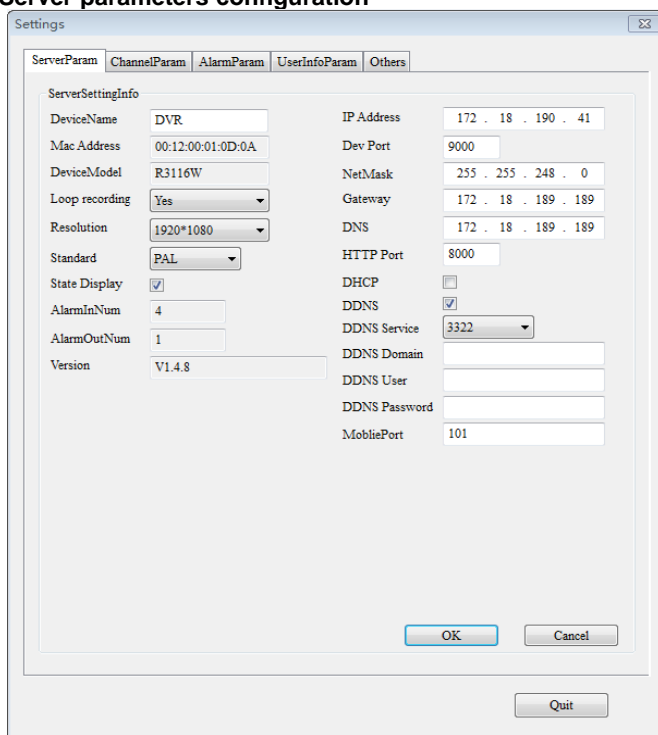 Server parameters configuration
Settings
ServerParam ChannelParam AlarmParam UserInfoParam Others
ServerSettingInfo
DeviceName DVR
Mac Address 00:12:00:01:0D:0A
DeviceModel R3116W
Loop recording Yes
Resolution 1920*1080
Standard PAL
State Display
AlarmInNum 4
AlarmOutNum 1
Version V1.4.8
IP Address 172 . 18 . 190 . 41
Dev Port 9000
NetMask 255 . 255 . 248 . 0
Gateway 172 . 18 . 189 . 189
DNS 172 . 18 . 189 . 189
HTTP Port 8000
DHCP
DDNS
DDNS Service 3322
DDNS Domain
DDNS User
DDNS Password
MobliePort 101
OK Cancel
Quit